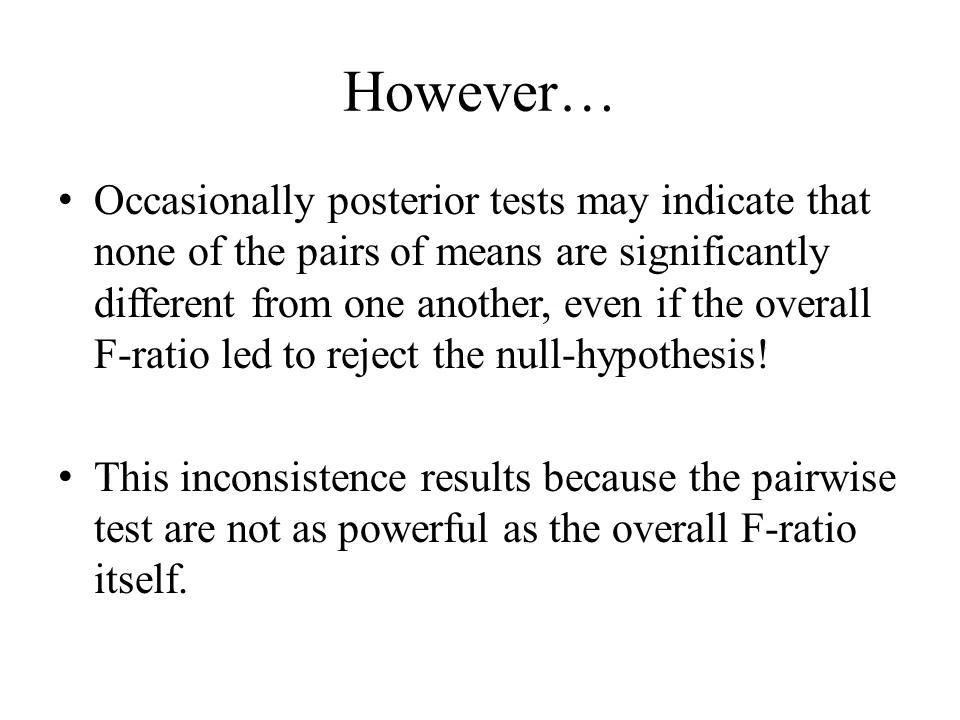 However…
• Occasionally posterior tests may indicate that
none of the pairs of means are significantly
different from one another, even if the overall
F-ratio led to reject the null-hypothesis!
• This inconsistence results because the pairwise
test are not as powerful as the overall F-ratio
itself.